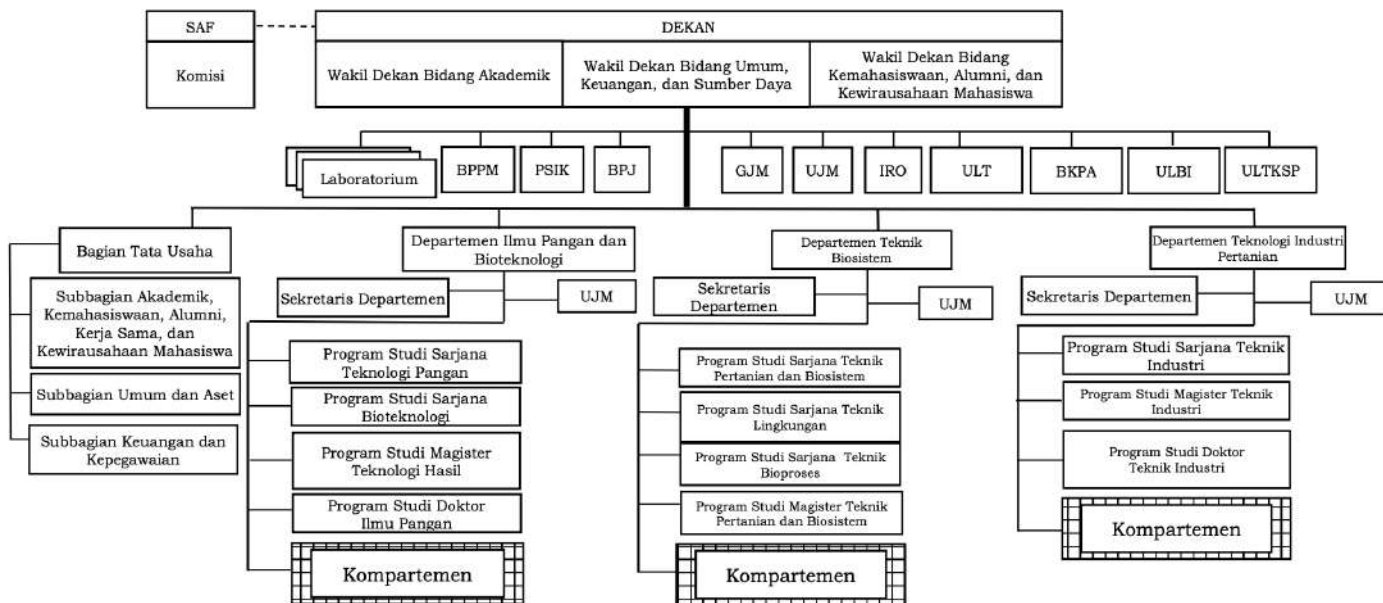 SAF
DEKAN
Komisi
Wakil Dekan Bidang Akademik
Wakil Dekan Bidang Umum,
Keuangan, dan Sumber Daya
Wakil Dekan Bidang
Kemahasiswaan, Alumni, dan
Kewirausahaan Mahasiswa
Laboratorium
BPPM
PSIK
BPJ
GJM
UJM
IRO
ULT
BKPA
ULBI
ULTKSP
Bagian Tata Usaha
Subbagian Akademik,
Kemahasiswaan, Alumni,
Kerja Sama, dan
Kewirausahaan Mahasiswa
Subbagian Umum dan Aset
Subbagian Keuangan dan
Kepegawaian
Departemen Ilmu Pangan dan
Bioteknologi
Sekretaris Departemen
UJM
Program Studi Sarjana
Teknologi Pangan
Program Studi Sarjana
Bioteknologi
Program Studi Magister
Teknologi Hasil
Program Studi Doktor
Ilmu Pangan
Kompartemen
Departemen Teknik
Biosistem
Sekretaris
Departemen
UJM
Program Studi Sarjana Teknik
Pertanian dan Biosistem
Program Studi Sarjana Teknik
Lingkungan
Program Studi Sarjana Teknik
Bioproses
Program Studi Magister Teknik
Pertanian dan Biosistem
Kompartemen
Departemen Teknologi Industri
Pertanian
Sekretaris Departemen
UJM
Program Studi Sarjana Teknik
Industri
Program Studi Magister Teknik
Industri
Program Studi Doktor
Teknik Industri
Kompartemen